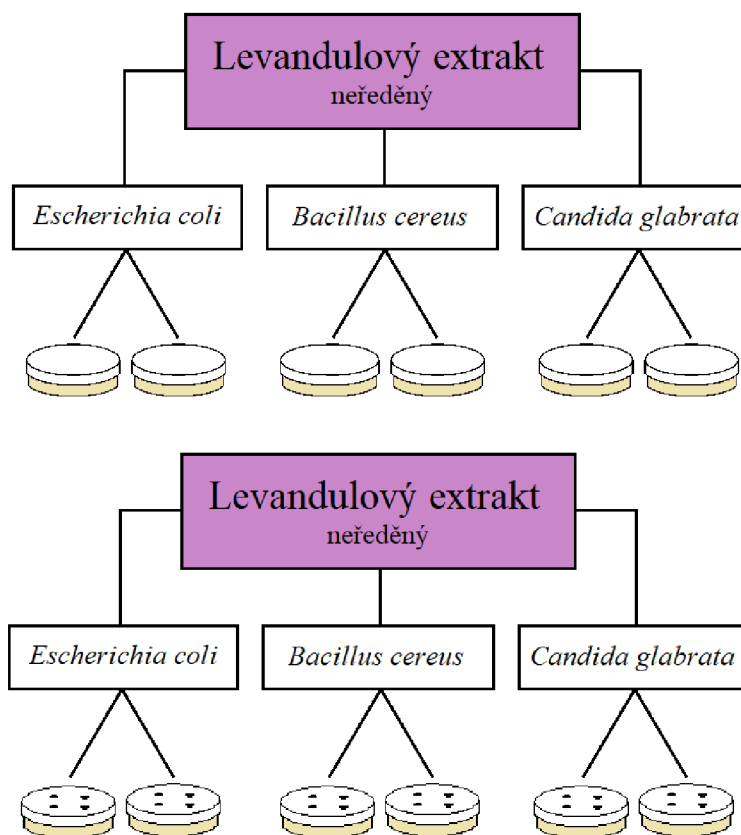 Levandulový extrakt
neředěný
Escherichia coli
Bacillus cereus
Candida glabrata
Levandulový extrakt
neředěný
Escherichia coli
Bacillus cereus
Candida glabrata